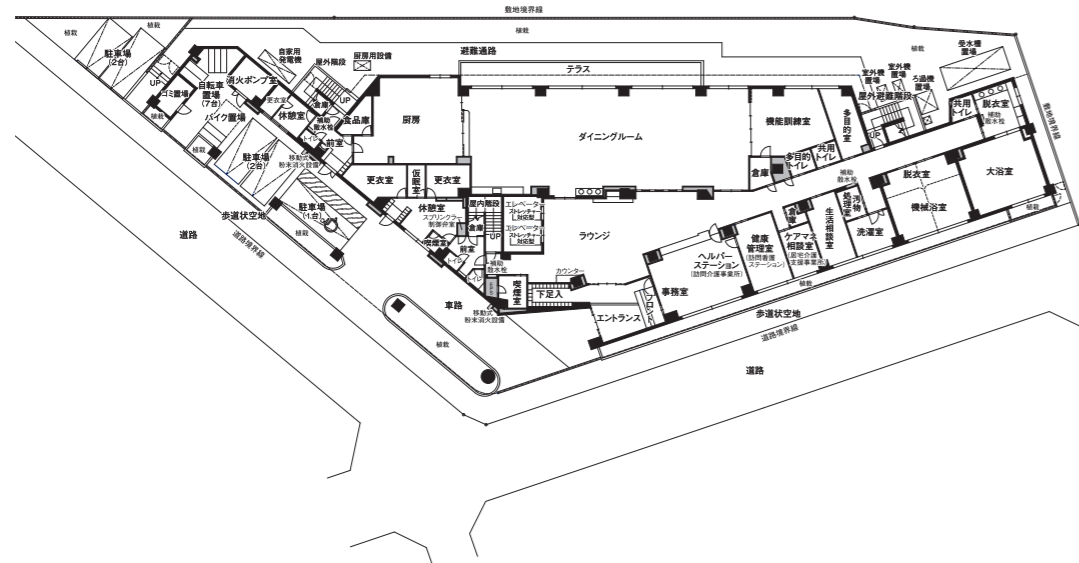 敷地境界線
植栽
植栽
植栽
駐車場
(2台)
UP
ゴミ置場
植栽
自転車
置場
(7台)
バイク置場
植栽
消火ポンプ室
自家用
発電機
屋外階段
厨房用設備
避難通路
テラス
更衣室
休憩室
倉庫
UP
補助
散水栓
トイレ
前室
食品庫
厨房
移動式
粉末消火設備
駐車場
(2台)
駐車場
(1台)
植栽
歩道状空地
道路境界線
道路
更衣室
仮眠室
更衣室
ダイニングルーム
機能訓練室
多目的室
倉庫
多目的
トイレ
共用
トイレ
室外機
置場
室外機
置場
ろ過機
置場
受水槽
置場
屋外避難階段
UP
共用
トイレ
脱衣室
補助
散水栓
敷地境界線
大浴室
植栽
脱衣室
機械浴室
補助
散水栓
汚物
処理室
洗濯室
生活相談室
倉庫
ケアマネ
相談室
(居宅介護
支援事業所)
健康
管理室
(訪問看護
ステーション)
ヘルパー
ステーション
(訪問介護事業所)
事務室
植栽
歩道状空地
道路境界線
道路
休憩室
スプリンクラー
制御弁室
喫煙室
トイレ
屋内階段
倉庫
UP
前室
トイレ
補助
散水栓
エレベーター
ストレッチャー
対応型
エレベーター
ストレッチャー
対応型
ラウンジ
カウンター
喫煙室
下足入
移動式
粉末消火設備
エントランス
フロント
車路
植栽